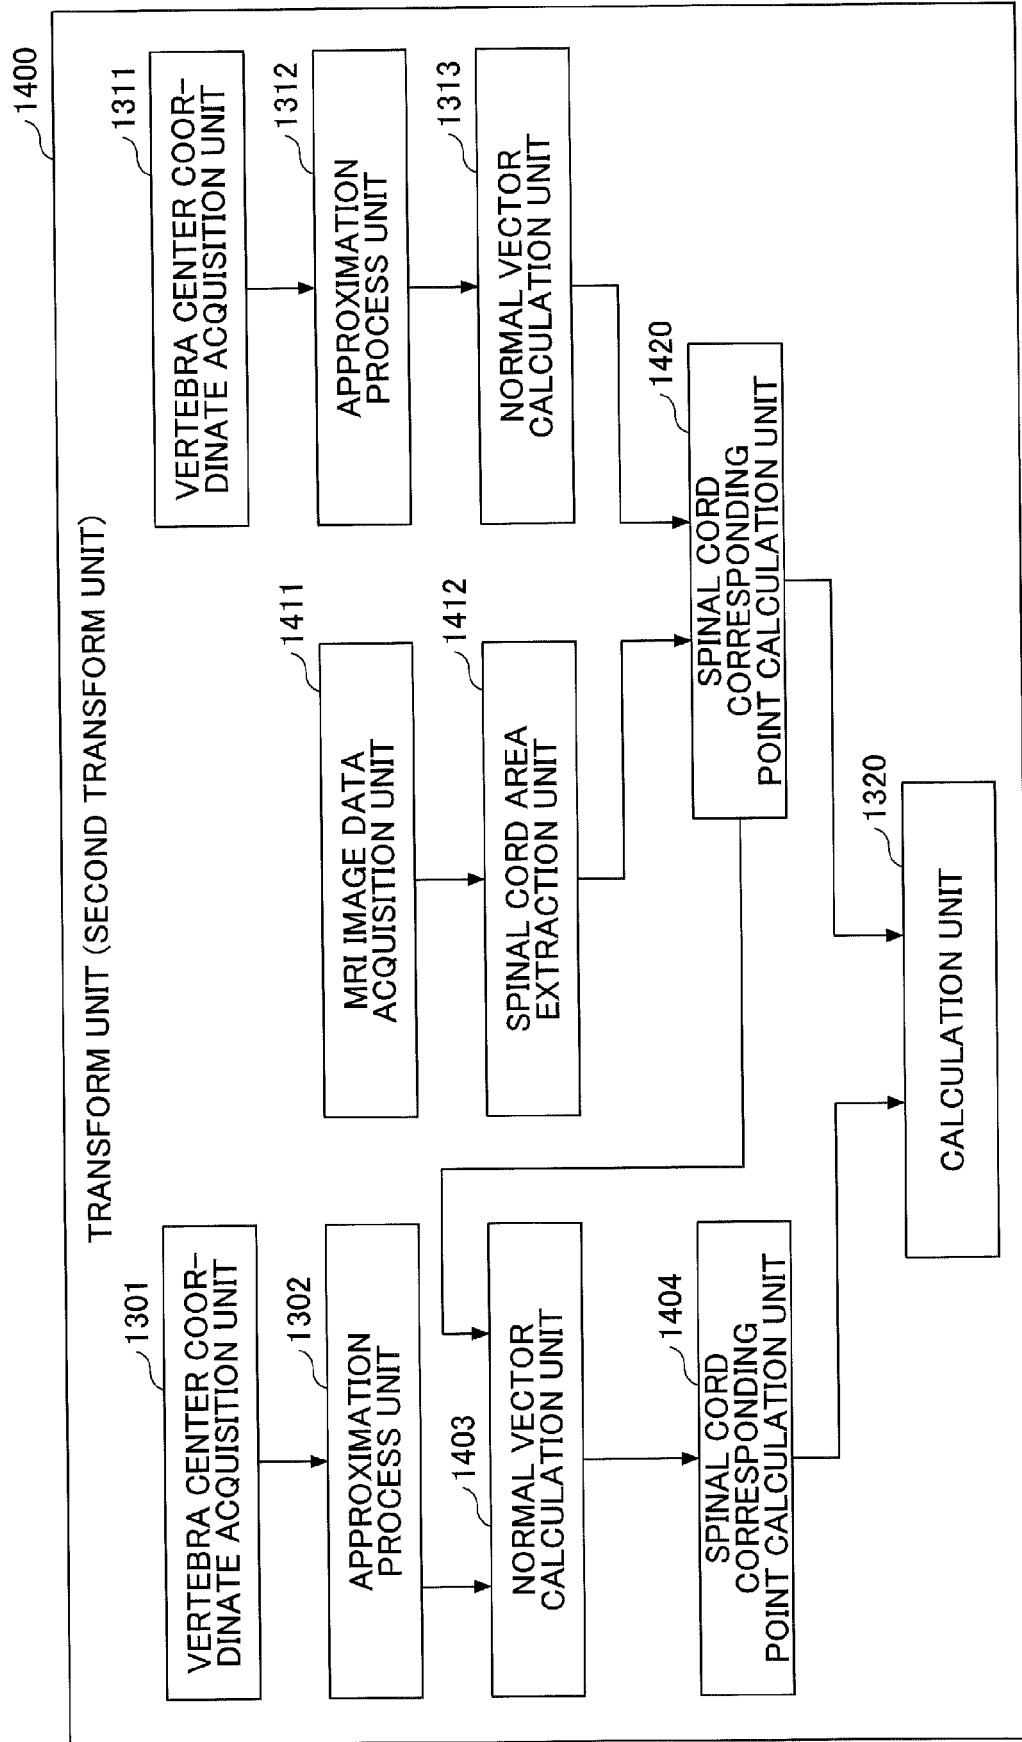 1400
TRANSFORM UNIT (SECOND TRANSFORM UNIT)
1301
VERTEBRA CENTER COOR-
DINATE ACQUISITION UNIT
1311
VERTEBRA CENTER COOR-
DINATE ACQUISITION UNIT
1302
APPROXIMATION
PROCESS UNIT
1411
MRI IMAGE DATA
ACQUISITION UNIT
1312
APPROXIMATION
PROCESS UNIT
1403
NORMAL VECTOR
CALCULATION UNIT
1412
SPINAL CORD AREA
EXTRACTION UNIT
1313
NORMAL VECTOR
CALCULATION UNIT
1404
SPINAL CORD
CORRESPONDING
POINT CALCULATION UNIT
1420
SPINAL CORD
CORRESPONDING
POINT CALCULATION UNIT
1320
CALCULATION UNIT